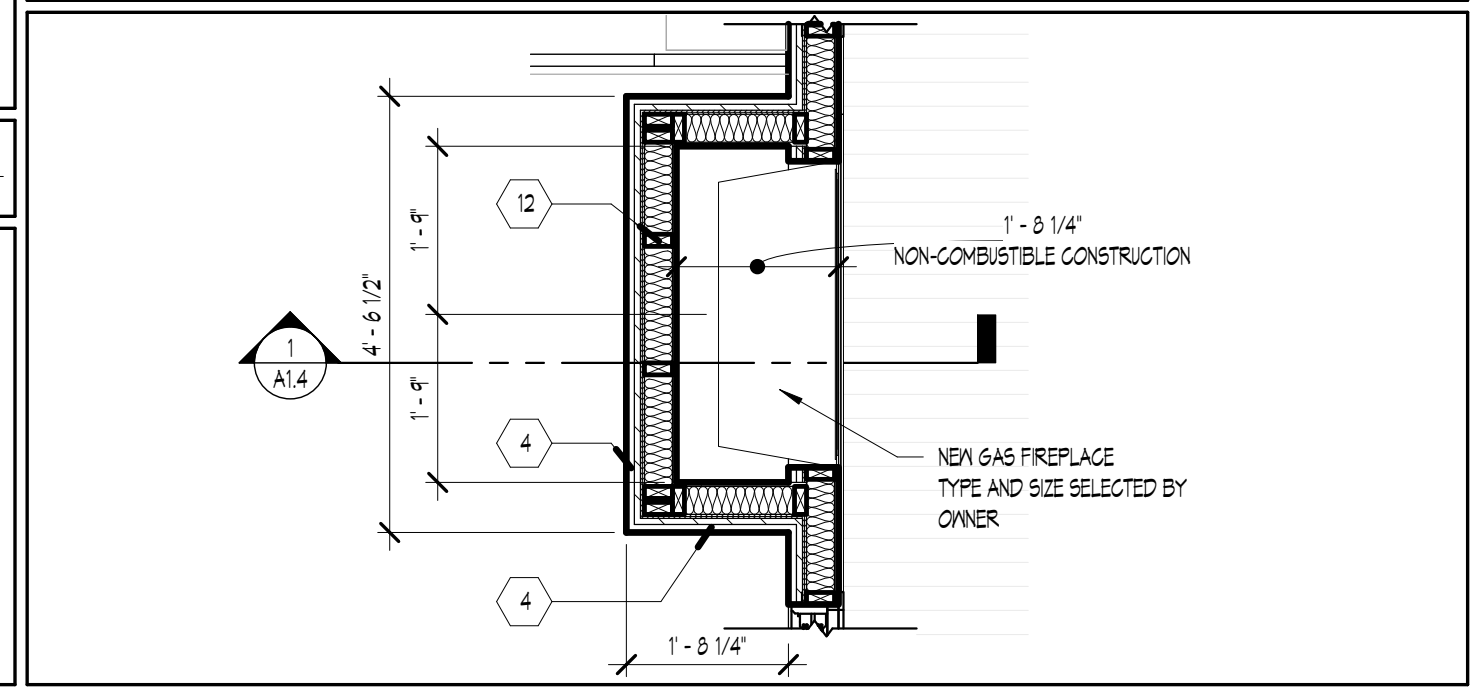 12
1' - 9"
1' - 8 1/4"
NON-COMBUSTIBLE CONSTRUCTION
4' - 6 1/2"
1
A1.4
1' - 9"
4
NEW GAS FIREPLACE
TYPE AND SIZE SELECTED BY
OWNER
4
1' - 8 1/4"